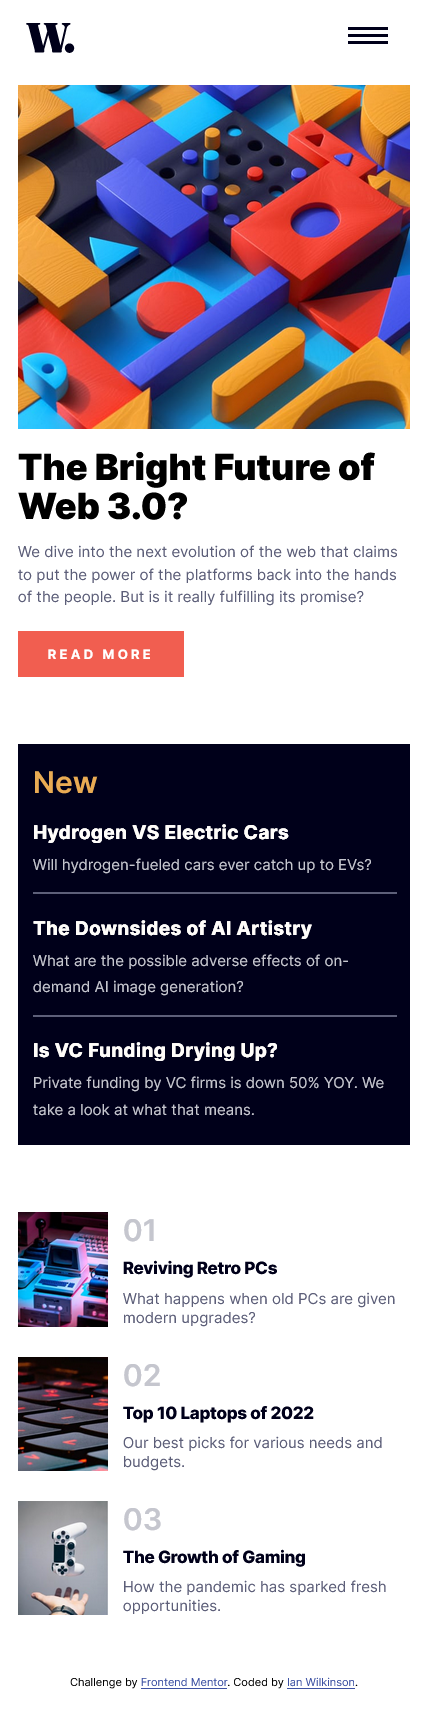 W.
The Bright Future of
Web 3.0?
We dive into the next evolution of the web that claims
to put the power of the platforms back into the hands
of the people. But is it really fulfilling its promise?
READ MORE
New
Hydrogen VS Electric Cars
Will hydrogen-fueled cars ever catch up to EVs?
The Downsides of AI Artistry
What are the possible adverse effects of on-
demand AI image generation?
Is VC Funding Drying Up?
Private funding by VC firms is down 50% YOY. We
take a look at what that means.
01
Reviving Retro PCs
What happens when old PCs are given
modern upgrades?
02
Top 10 Laptops of 2022
Our best picks for various needs and
budgets.
03
The Growth of Gaming
How the pandemic has sparked fresh
opportunities.
Challenge by Frontend Mentor. Coded by Ian Wilkinson.